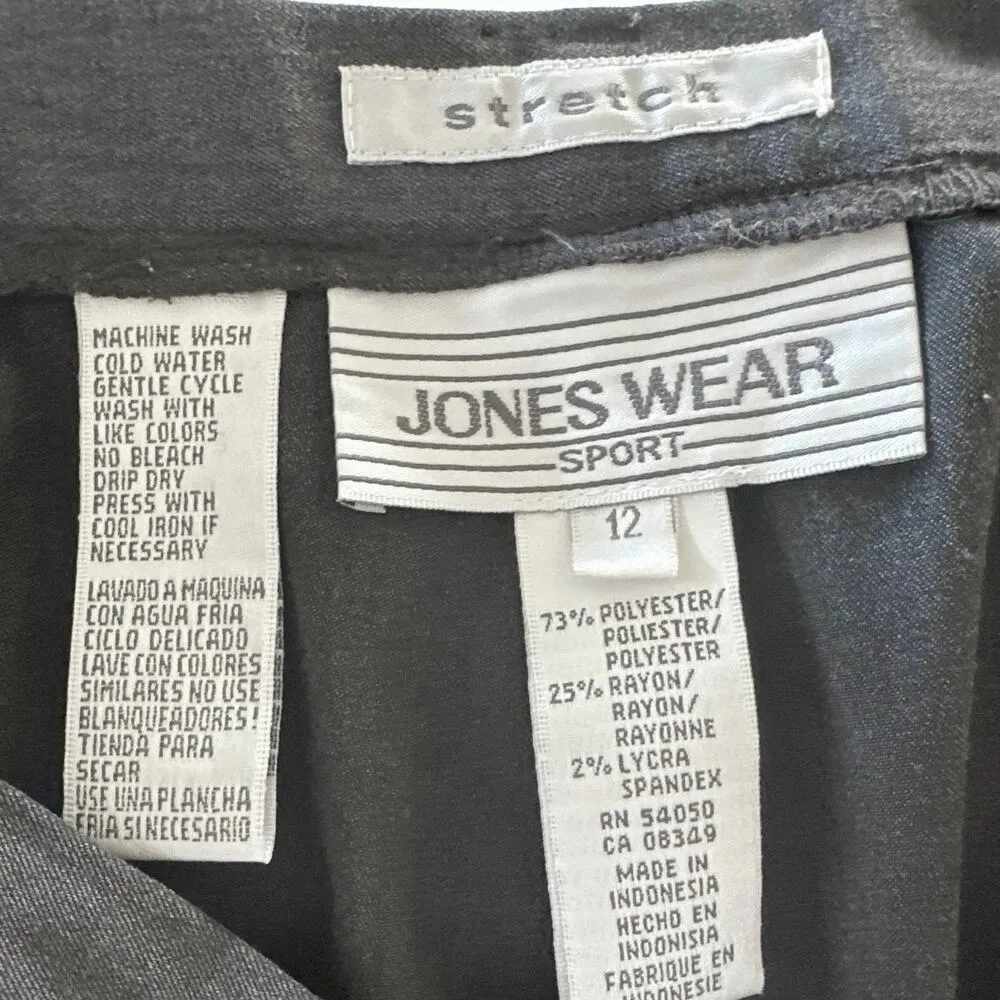 stretch
MACHINE WASH
COLD WATER
GENTLE CYCLE
WASH WITH
LIKE COLORS
NO BLEACH
DRIP DRY
PRESS WITH
COOL IRON IF
NECESSARY
LAVADO A MAQUINA
CON AGUA FRIA
CICLO DELICADO
LAVE CON COLORES
SIMILARES NO USE
BLANQUEADORES!
TIENDA PARA
SECAR
USE UNA PLANCHA
FRIA SI NECESARIO
JONES WEAR
SPORT
12
73% POLYESTER/
POLIESTER/
POLYESTER
25% RAYON/
RAYON/
RAYONNE
2% LYCRA
SPANDEX
RN 54050
CA 08349
MADE IN
INDONESIA
HECHO EN
INDONISIA
FABRIQUE EN
INDONESIE